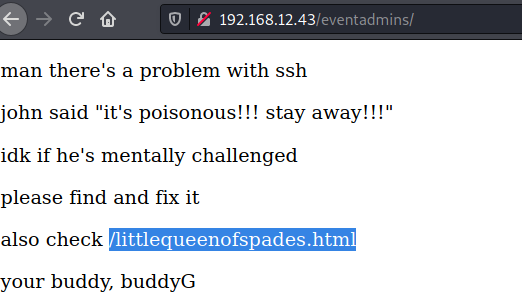 192.168.12.43/eventadmins/
man there's a problem with ssh
john said "it's poisonous!!! stay away!!!"
idk if he's mentally challenged
please find and fix it
also check /littlequeenofspades.html
your buddy, buddyG